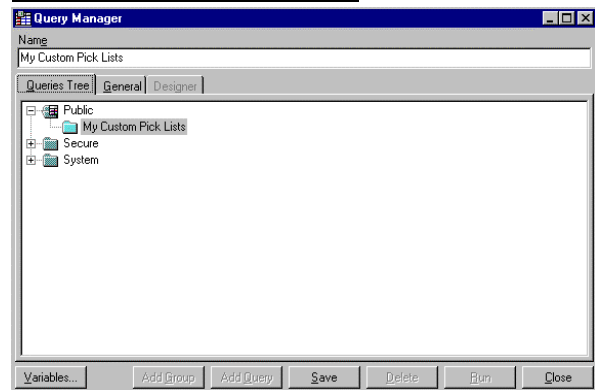 Query Manager
Name
My Custom Pick Lists
Queries Tree General Designer
Public
My Custom Pick Lists
Secure
System
Variables... Add Group Add Query Save Delete Run Close